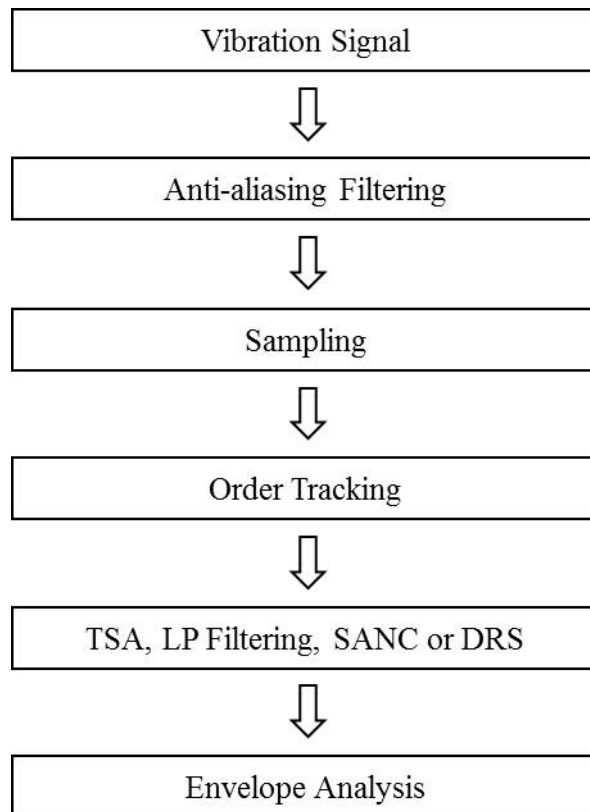 Vibration Signal
Anti-aliasing Filtering
Sampling
Order Tracking
TSA, LP Filtering, SANC or DRS
Envelope Analysis